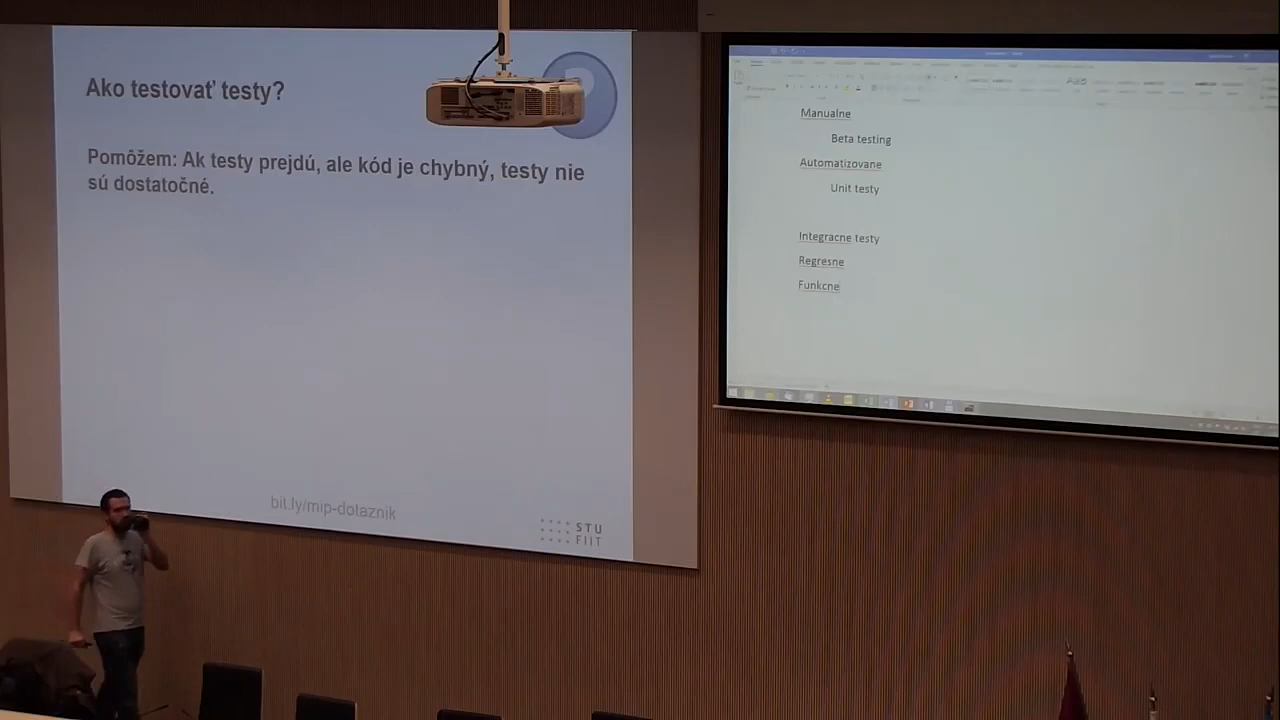 Ako testovať testy?
Pomôžem: Ak testy prejdú, ale kód je chybný, testy nie
sú dostatočné.
bit.ly/mip-dotaznik
STU
FIIT
Manualne
Beta testing
Automatizovane
Unit testy
Integracne testy
Regresne
Funkcne